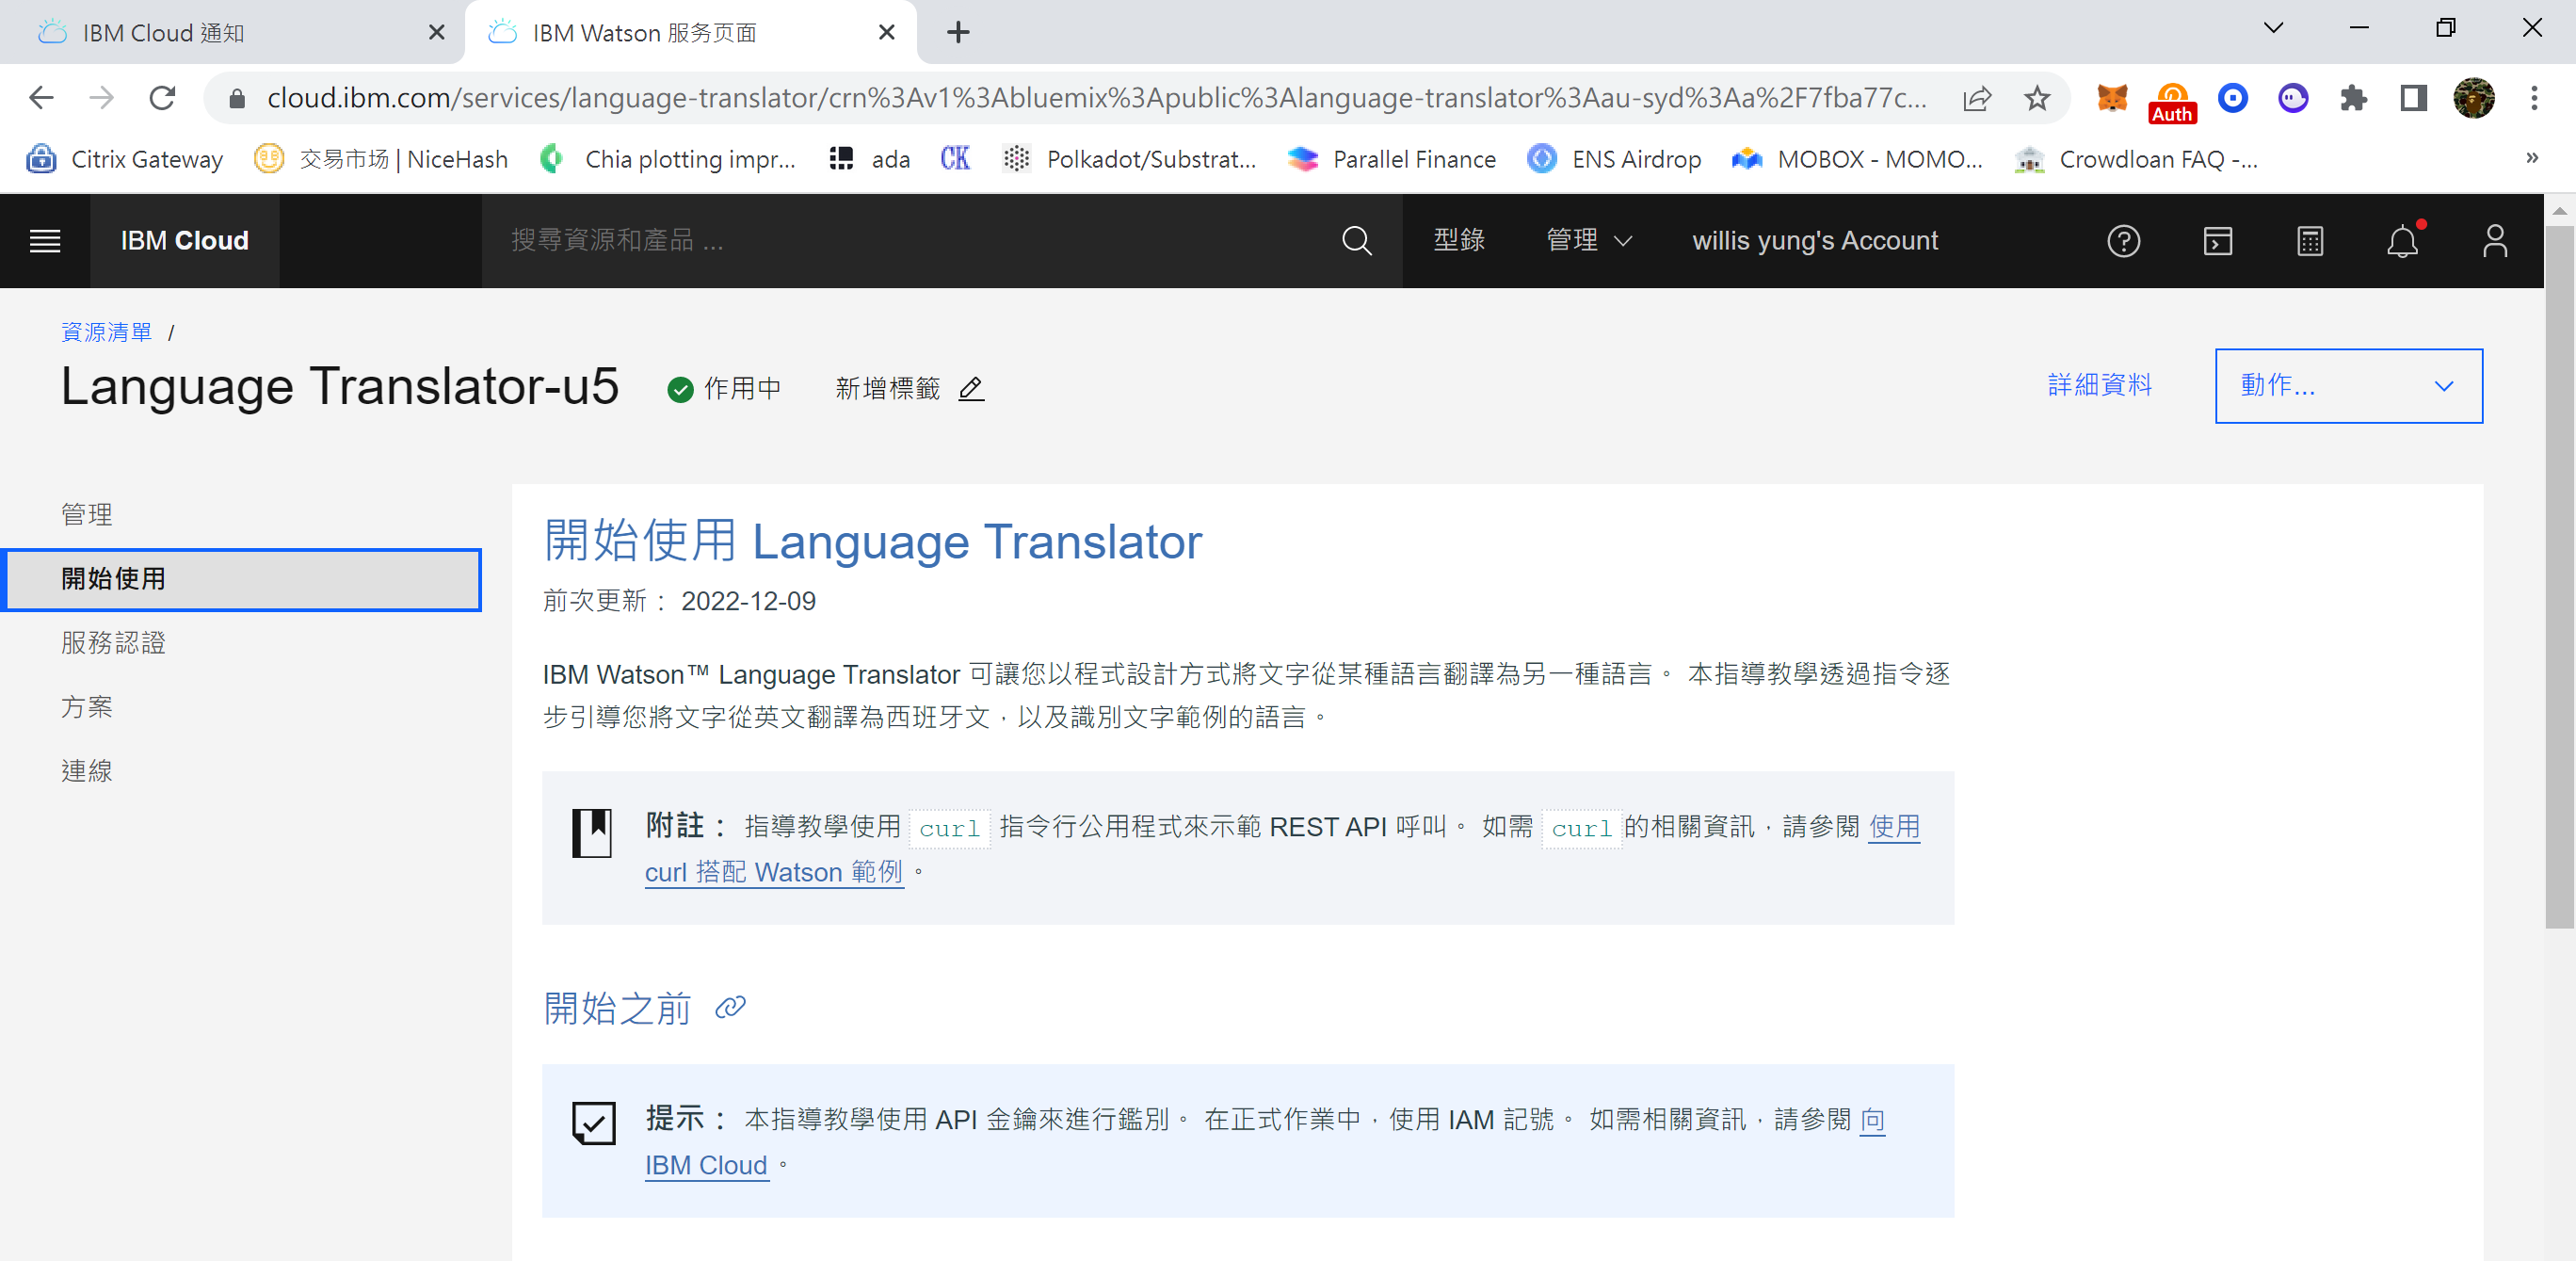 IBM Cloud 通知
IBM Watson 服务页面
cloud.ibm.com/services/language-translator/crn%3Av1%3Abluemix%3Apublic%3Alanguage-translator%3Aau-syd%3Aa%2F7fba77c...
Auth
Citrix Gateway
交易市场 | NiceHash
Chia plotting impr...
ada
CK
Polkadot/Substrat...
Parallel Finance
ENS Airdrop
MOBOX - MOMO...
Crowdloan FAQ -...
»
IBM Cloud
搜尋資源和產品 ...
型錄
管理
willis yung's Account
資源清單 /
Language Translator-u5
作用中
新增標籤
詳細資料
動作...
管理
開始使用
服務認證
方案
連線
開始使用 Language Translator
前次更新： 2022-12-09
IBM Watson™ Language Translator 可讓您以程式設計方式將文字從某種語言翻譯為另一種語言。 本指導教學透過指令逐
步引導您將文字從英文翻譯為西班牙文，以及識別文字範例的語言。
附註： 指導教學使用 curl 指令行公用程式來示範 REST API 呼叫。 如需 curl 的相關資訊，請參閱 使用
curl 搭配 Watson 範例。
開始之前
提示： 本指導教學使用 API 金鑰來進行鑑別。 在正式作業中，使用 IAM 記號。 如需相關資訊，請參閱 向
IBM Cloud。